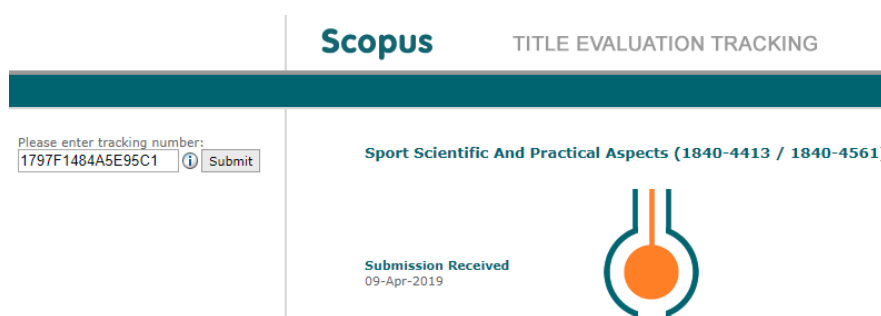 Scopus TITLE EVALUATION TRACKING
Please enter tracking number:
1797F1484A5E95C1 Submit
Sport Scientific And Practical Aspects (1840-4413 / 1840-4561)
Submission Received
09-Apr-2019